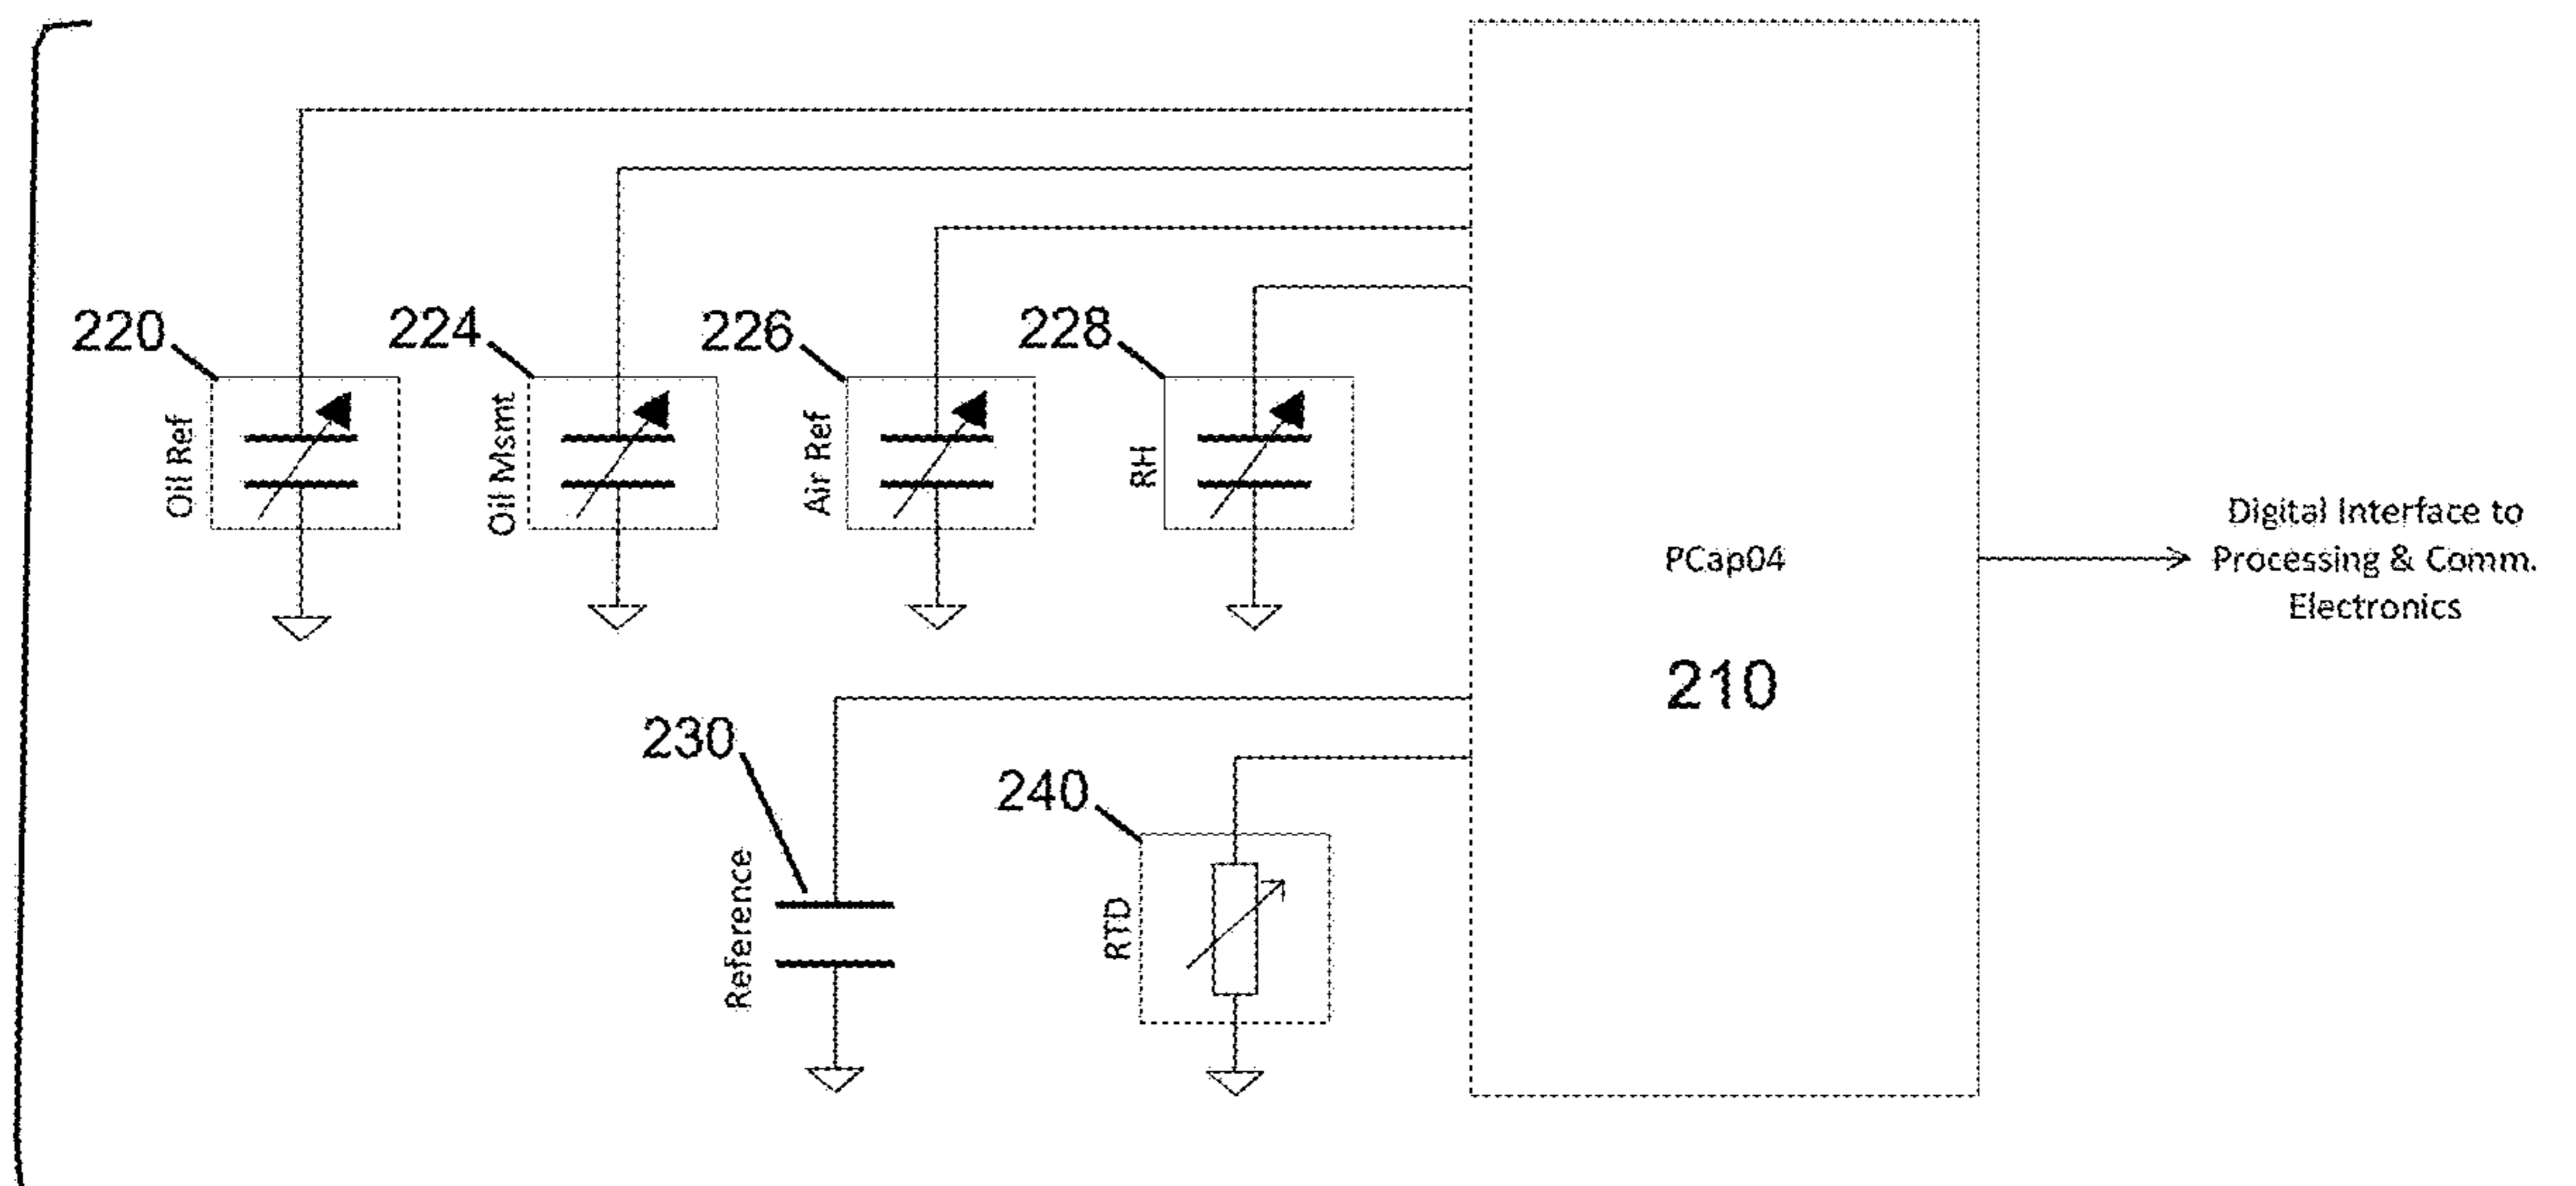 220
224
226
228
Oil Ref
Oil Msmt
Air Ref
RH
Digital Interface to
Processing & Comm.
Electronics
PCap04
210
230
240
Reference
RTD